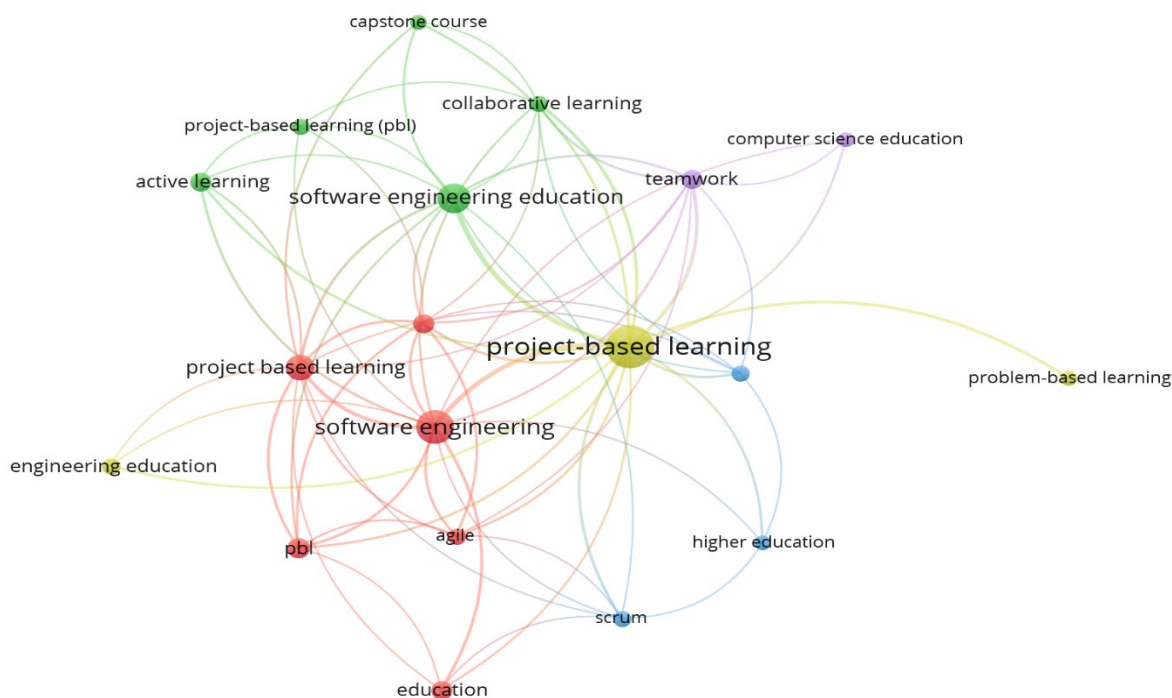 capstone course
collaborative learning
project-based learning (pbl)
computer science education
active learning
teamwork
software engineering education
project-based learning
project based learning
problem-based learning
software engineering
engineering education
agile
higher education
pbl
scrum
education